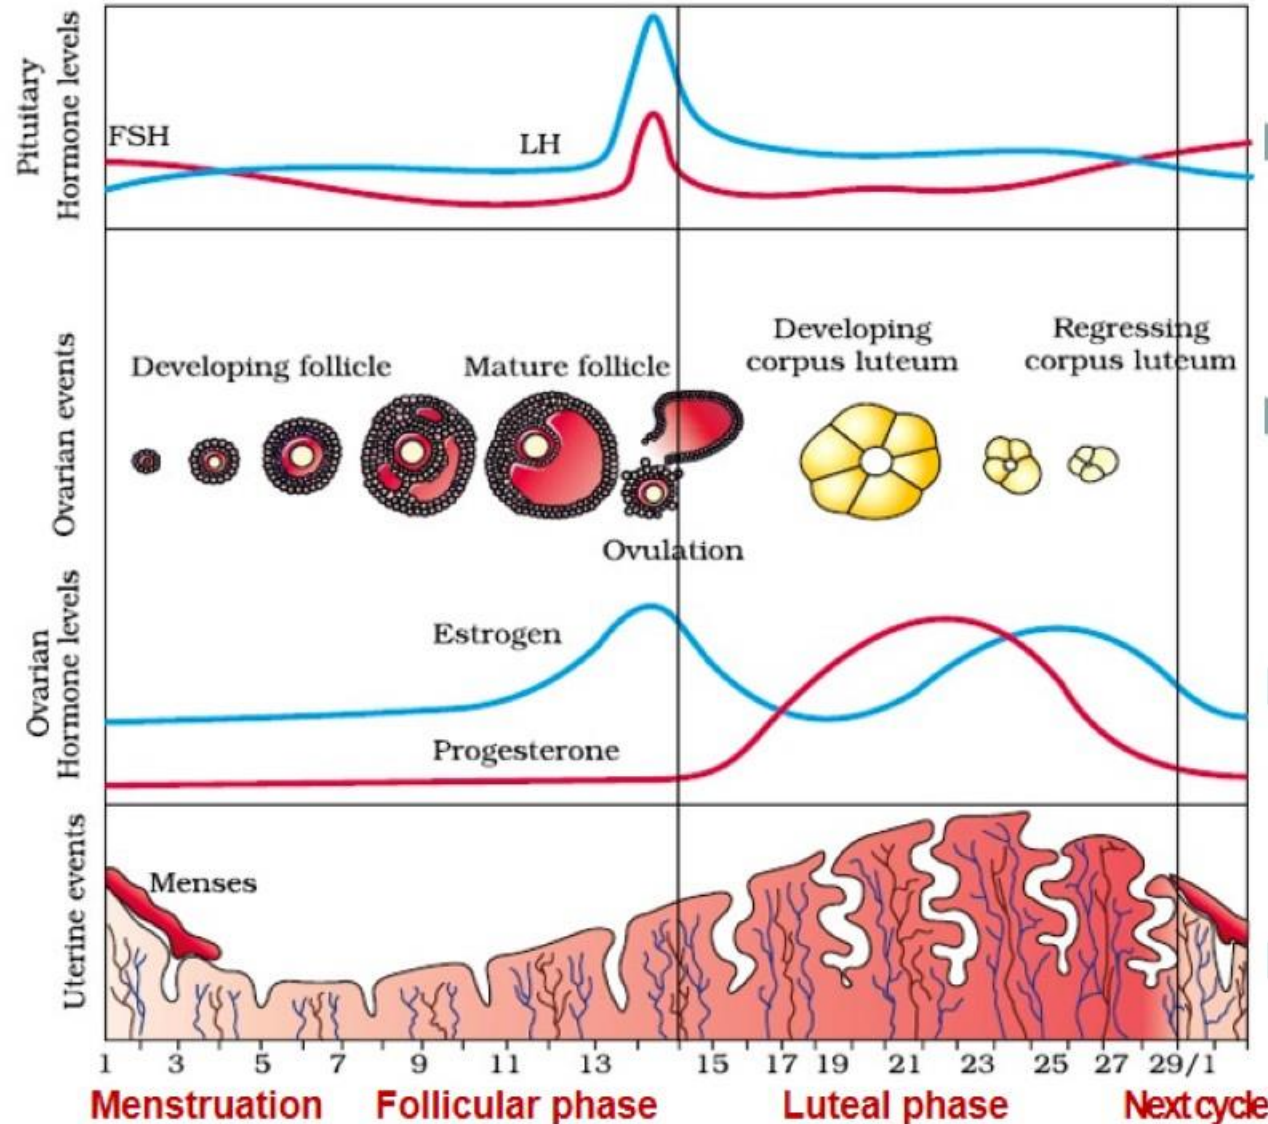 Pituitary
Hormone levels
FSH
LH
Ovarian events
Developing follicle
Mature follicle
Developing
corpus luteum
Regressing
corpus luteum
Ovulation
Ovarian
Hormone levels
Estrogen
Progesterone
Uterine events
Menses
1 3 5 7 9 11 13 15 17 19 21 23 25 27 29/1
Menstruation Follicular phase Luteal phase Next cycle